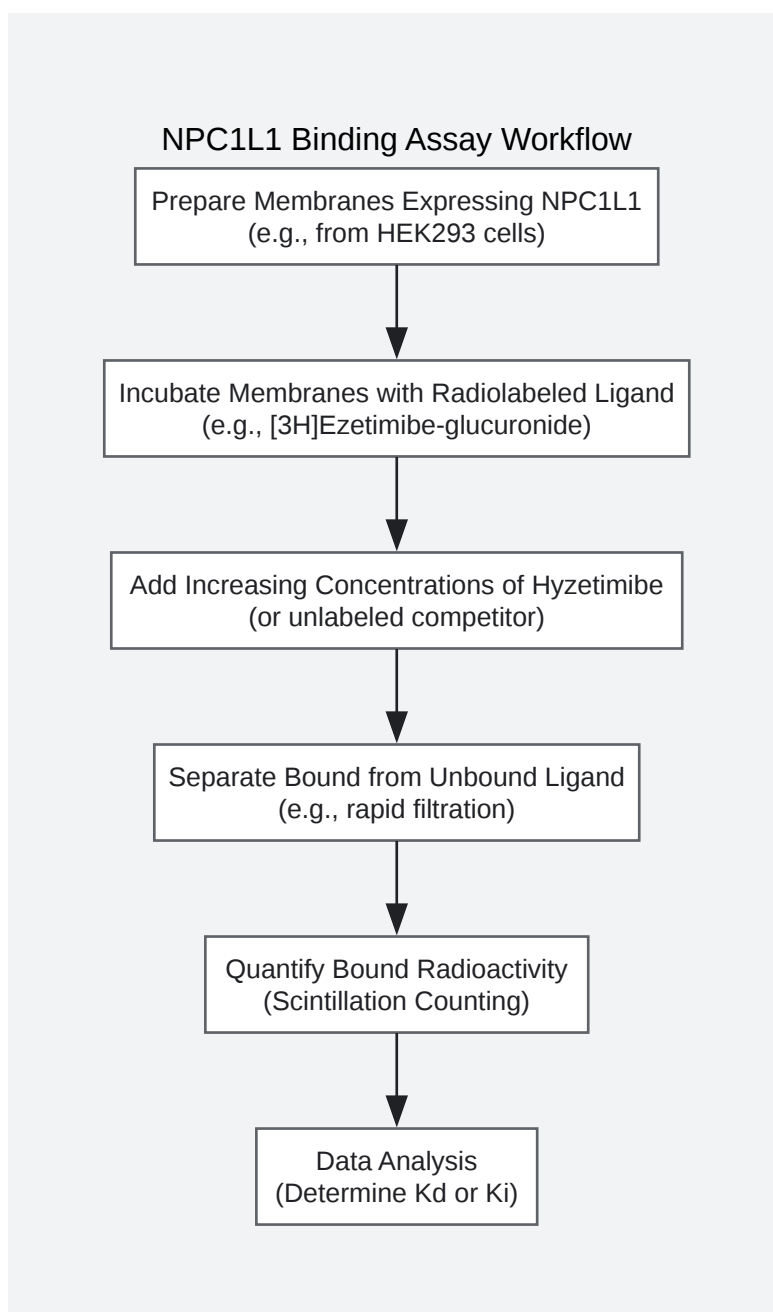 NPC1L1 Binding Assay Workflow
Prepare Membranes Expressing NPC1L1
(e.g., from HEK293 cells)
Incubate Membranes with Radiolabeled Ligand
(e.g., [3H]Ezetimibe-glucuronide)
Add Increasing Concentrations of Hyzetimibe
(or unlabeled competitor)
Separate Bound from Unbound Ligand
(e.g., rapid filtration)
Quantify Bound Radioactivity
(Scintillation Counting)
Data Analysis
(Determine Kd or Ki)